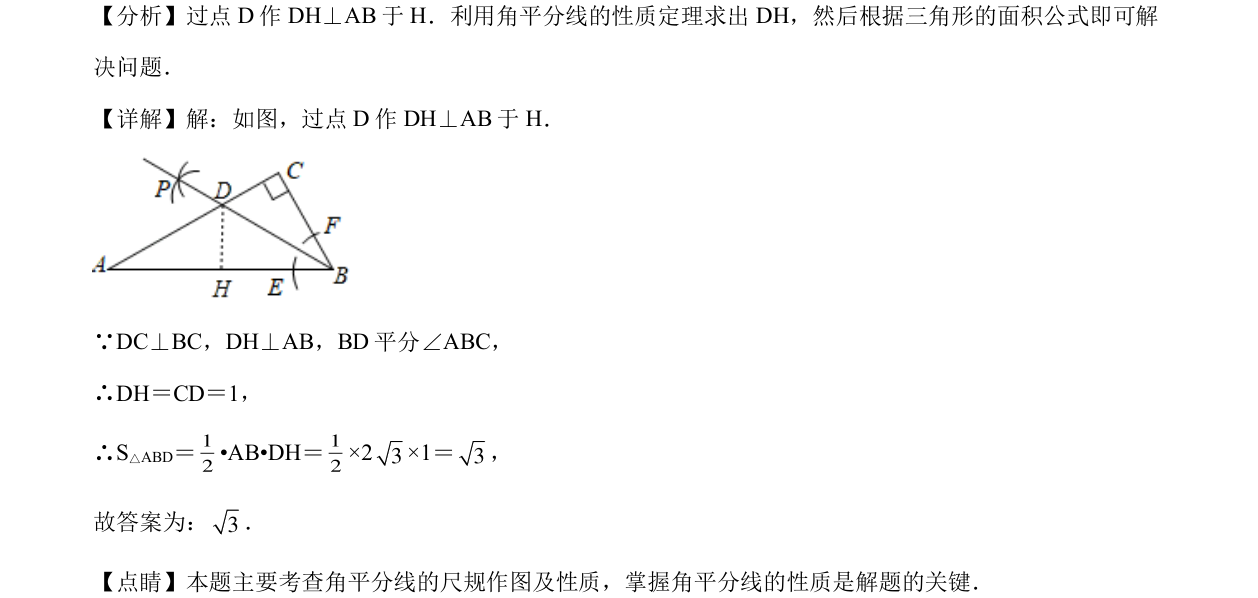 【分析】过点 D 作 DH⊥AB 于 H．利用角平分线的性质定理求出 DH，然后根据三角形的面积公式即可解
决问题．
【详解】解：如图，过点 D 作 DH⊥AB 于 H．
P D C
F
A H E B
∵DC⊥BC，DH⊥AB，BD 平分∠ABC，
∴DH＝CD＝1，
∴S△ABD＝1/2•AB•DH＝1/2×2√3×1＝√3，
故答案为：√3．
【点睛】本题主要考查角平分线的尺规作图及性质，掌握角平分线的性质是解题的关键．